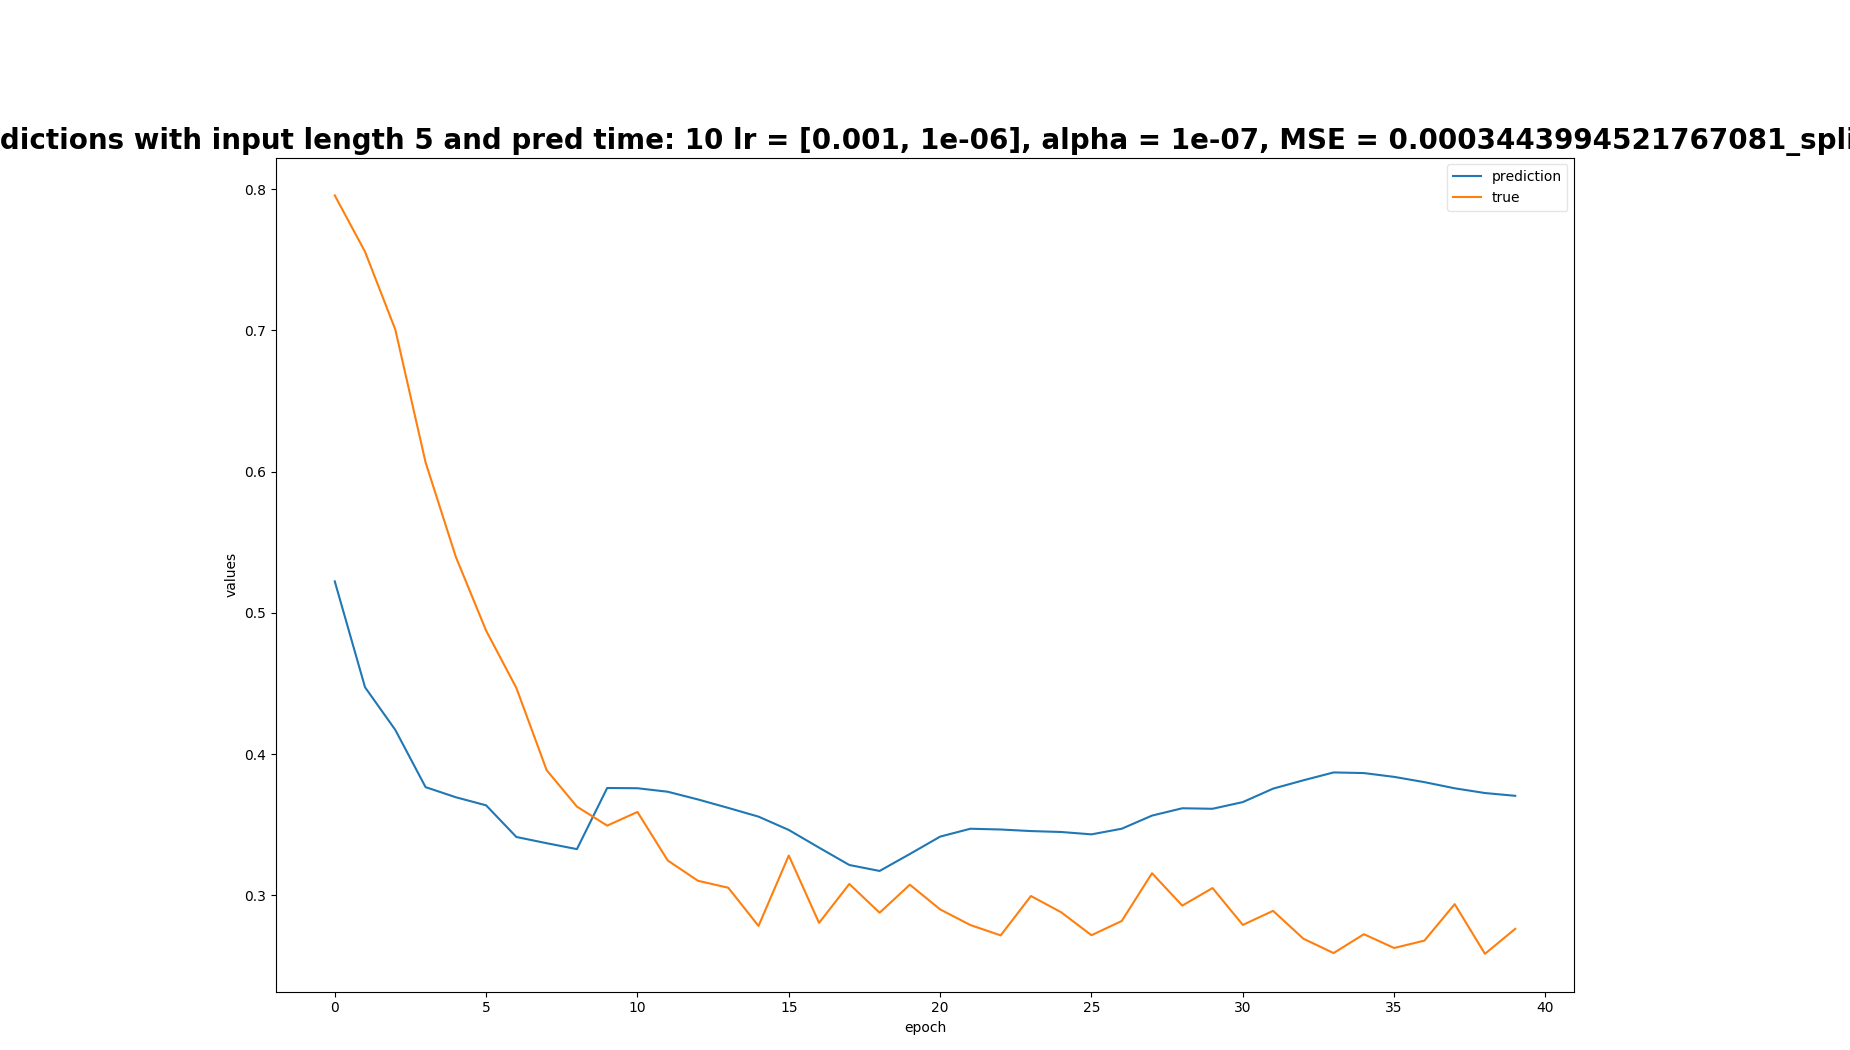 dictions with input length 5 and pred time: 10 lr = [0.001, 1e-06], alpha = 1e-07, MSE = 0.0003443994521767081_spli
prediction
true
0.8
0.7
0.6
0.5
0.4
0.3
values
0 5 10 15 20 25 30 35 40
epoch